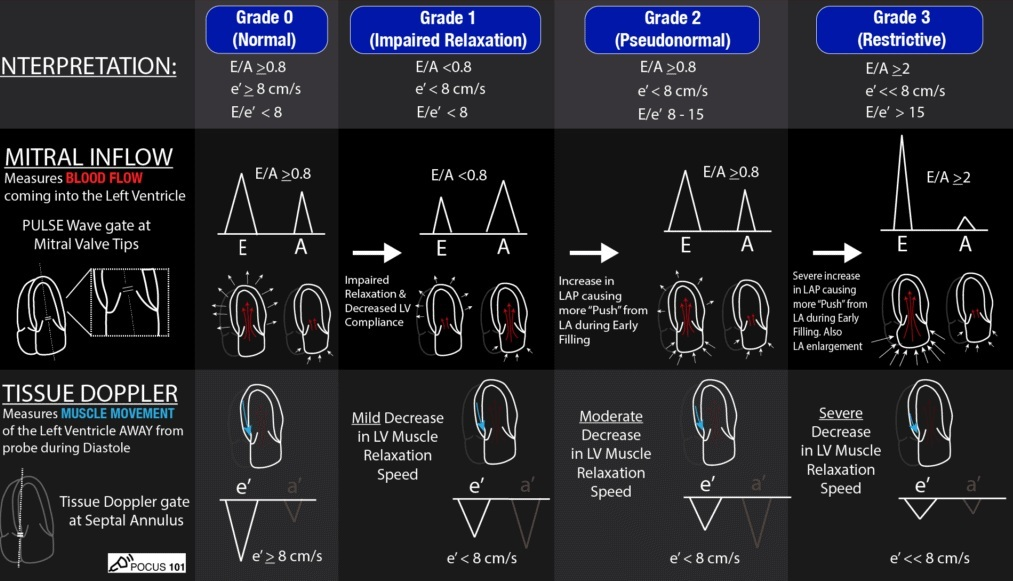 Grade 0
(Normal)
Grade 1
(Impaired Relaxation)
Grade 2
(Pseudonormal)
Grade 3
(Restrictive)
NTERPRETATION:
E/A ≥0.8
e’ ≥ 8 cm/s
E/e’ < 8
E/A <0.8
e’ < 8 cm/s
E/e’ < 8
E/A ≥0.8
e’ < 8 cm/s
E/e’ 8 - 15
E/A ≥2
e’ << 8 cm/s
E/e’ > 15
MITRAL INFLOW
Measures BLOOD FLOW
coming into the Left Ventricle
PULSE Wave gate at
Mitral Valve Tips
E/A ≥0.8
E A
E/A <0.8
E A
E/A ≥0.8
E A
E/A ≥2
E A
Impaired
Relaxation &
Decreased LV
Compliance
Increase in
LAP causing
more “Push” from
LA during Early
Filling
Severe increase
in LAP causing
more “Push” from
LA during Early
Filling. Also
LA enlargement
TISSUE DOPPLER
Measures MUSCLE MOVEMENT
of the Left Ventricle AWAY from
probe during Diastole
Tissue Doppler gate
at Septal Annulus
POCUS 101
e’ a’
e’ ≥ 8 cm/s
Mild Decrease
in LV Muscle
Relaxation
Speed
e’ a’
e’ < 8 cm/s
Moderate
Decrease
in LV Muscle
Relaxation
Speed
e’ a’
e’ < 8 cm/s
Severe
Decrease
in LV Muscle
Relaxation
Speed
e’ a’
e’ << 8 cm/s